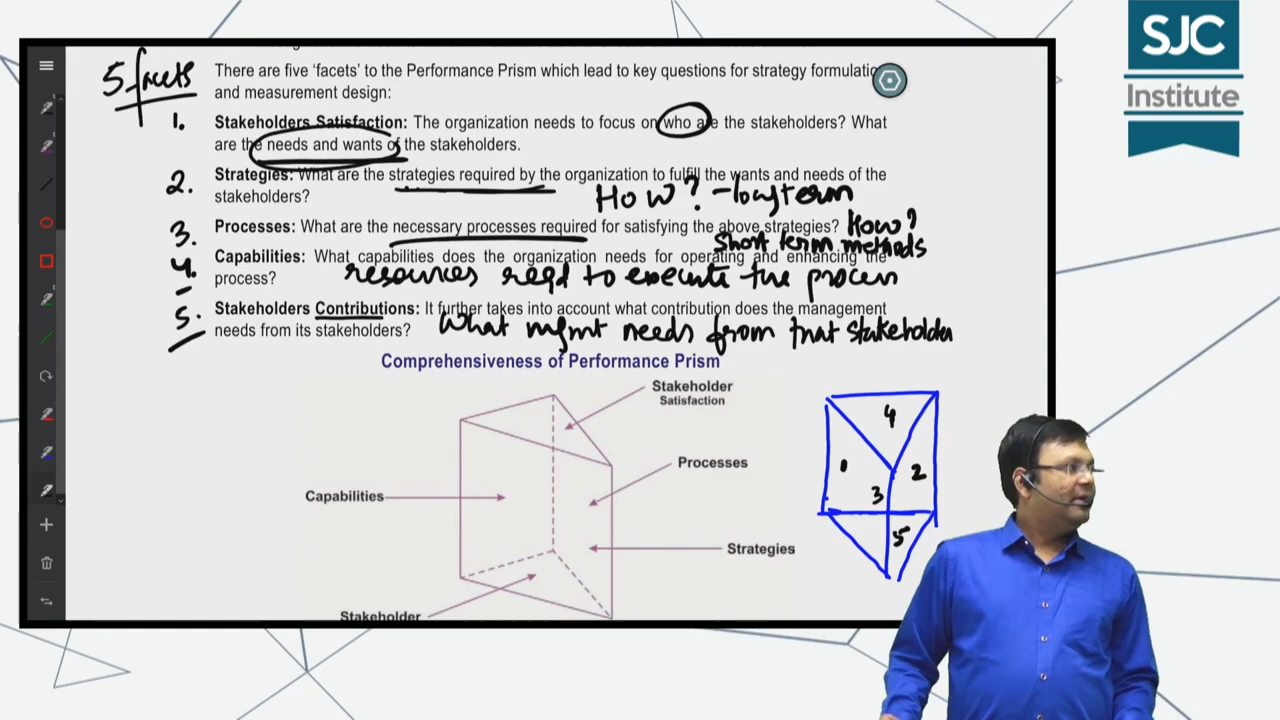 SJC
Institute
5 facets
There are five 'facets' to the Performance Prism which lead to key questions for strategy formulatio
and measurement design:
1. Stakeholders Satisfaction: The organization needs to focus on who are the stakeholders? What
are the needs and wants of the stakeholders.
2. Strategies: What are the strategies required by the organization to fulfill the wants and needs of the
stakeholders?
How? - long term
3. Processes: What are the necessary processes required for satisfying the above strategies? How?
short term methods
4. Capabilities: What capabilities does the organization needs for operating and enhancing the
process? resources reqd to execute the process
5. Stakeholders Contributions: It further takes into account what contribution does the management
needs from its stakeholders? What mgmt needs from that stakeholder
Comprehensiveness of Performance Prism
Stakeholder
Satisfaction
Processes
Capabilities
Strategies
Stakeholder
4
1
2
3
5